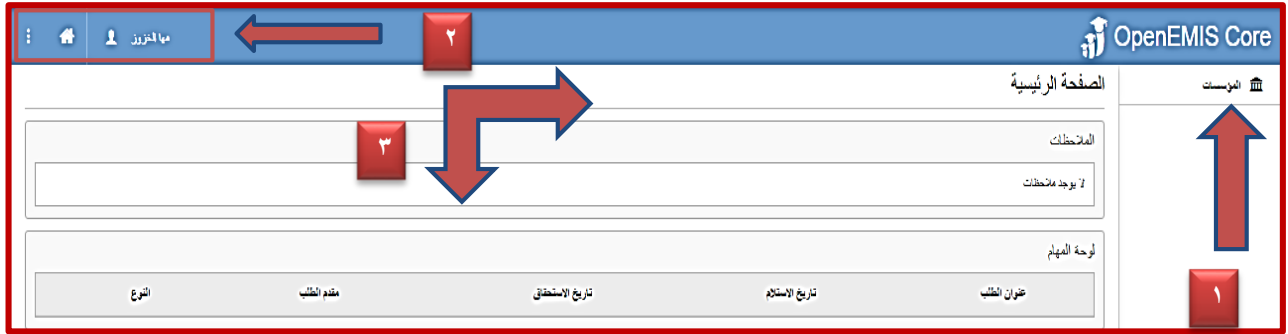 OpenEMIS Core
مها الخزوز
٢
المؤسسات
الصفحة الرئيسية
الملاحظات
٣
لا يوجد ملاحظات
لوحة المهام
عنوان الطلب تاريخ الاستلام تاريخ الاستحقاق مقدم الطلب النوع
١